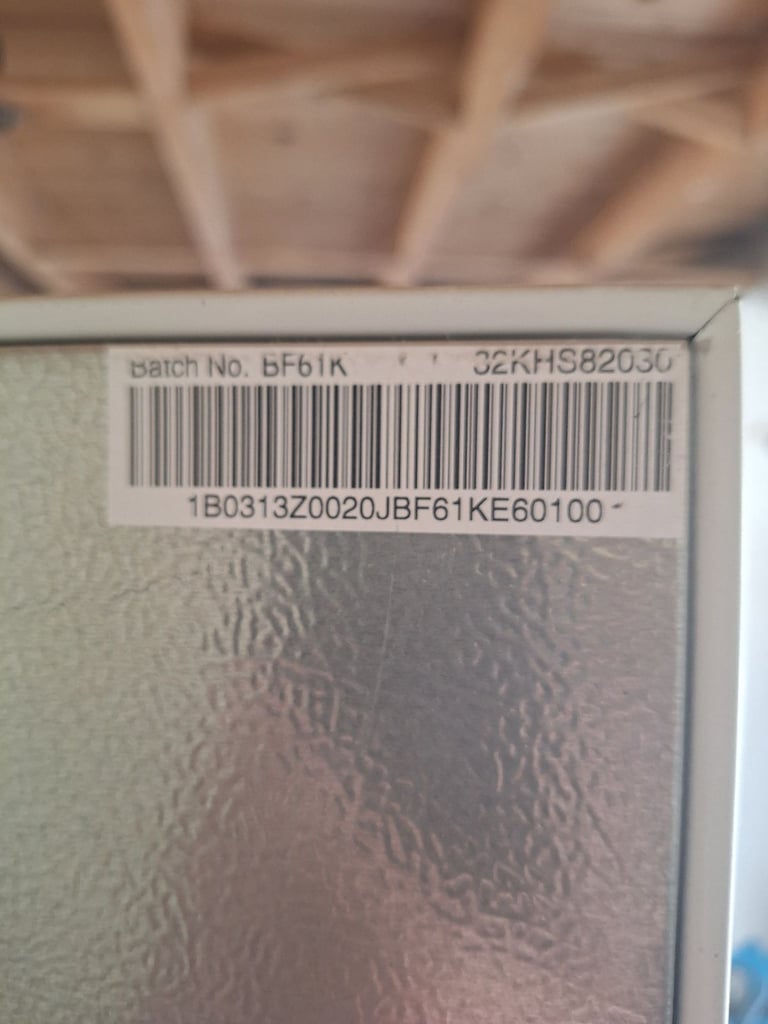 Batch No. BF61K 32KHS82030
1B0313Z0020JBF61KE60100